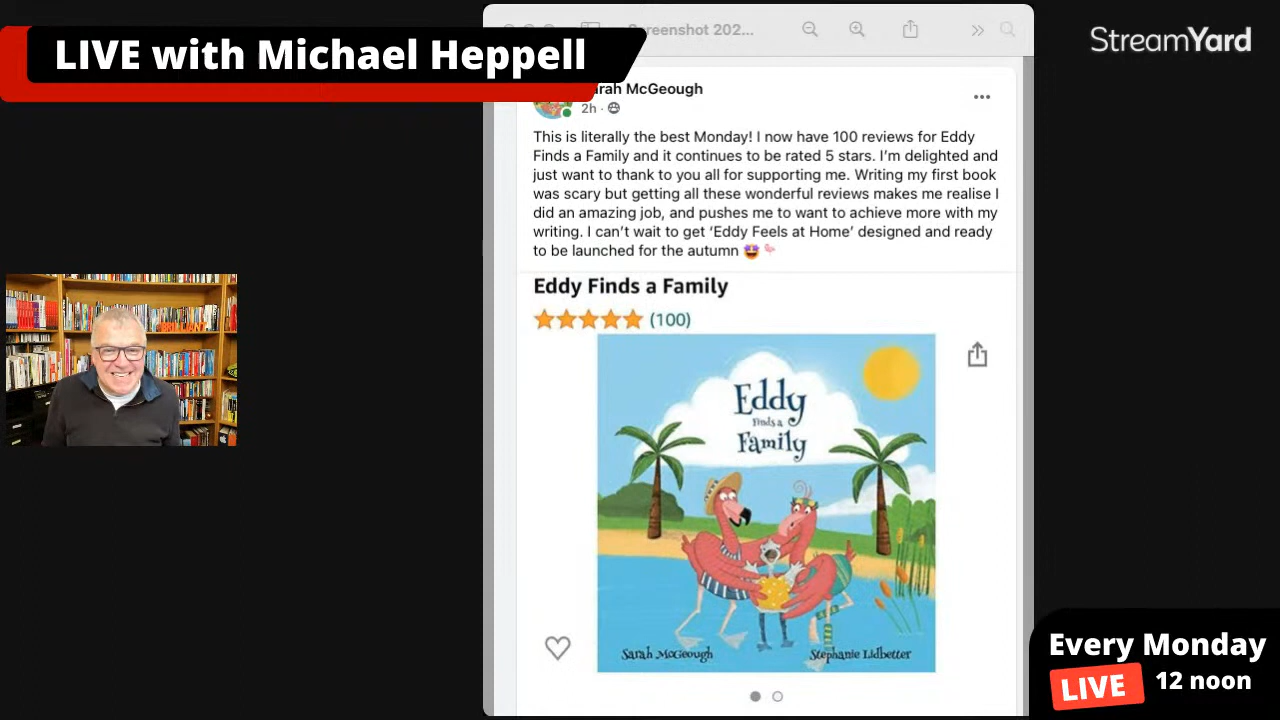 LIVE with Michael Heppell
Screenshot 202...
StreamYard
Sarah McGeough
2h
This is literally the best Monday! I now have 100 reviews for Eddy
Finds a Family and it continues to be rated 5 stars. I’m delighted and
just want to thank to you all for supporting me. Writing my first book
was scary but getting all these wonderful reviews makes me realise I
did an amazing job, and pushes me to want to achieve more with my
writing. I can’t wait to get ‘Eddy Feels at Home’ designed and ready
to be launched for the autumn 🤩 🦩
Eddy Finds a Family
(100)
Eddy
Finds a
Family
Sarah McGeough
Stephanie Lidbetter
Every Monday
LIVE 12 noon